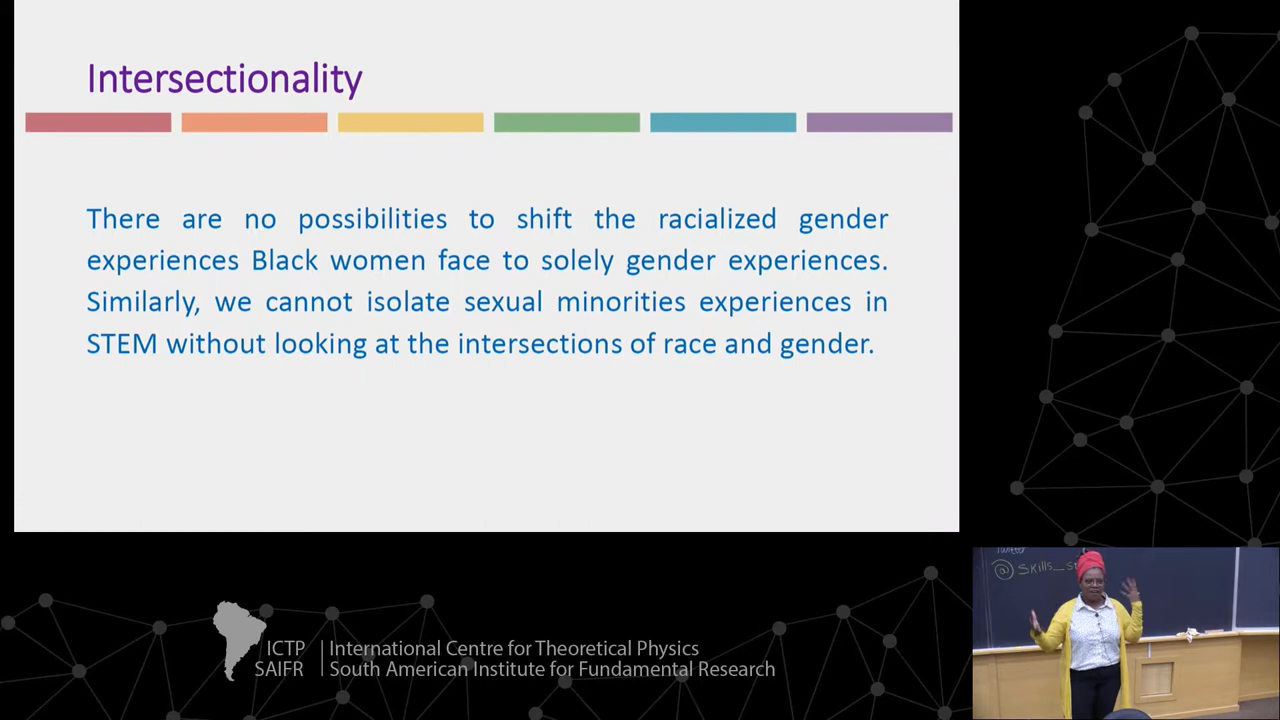 Intersectionality
There are no possibilities to shift the racialized gender
experiences Black women face to solely gender experiences.
Similarly, we cannot isolate sexual minorities experiences in
STEM without looking at the intersections of race and gender.
ICTP
SAIFR
International Centre for Theoretical Physics
South American Institute for Fundamental Research
Twitter